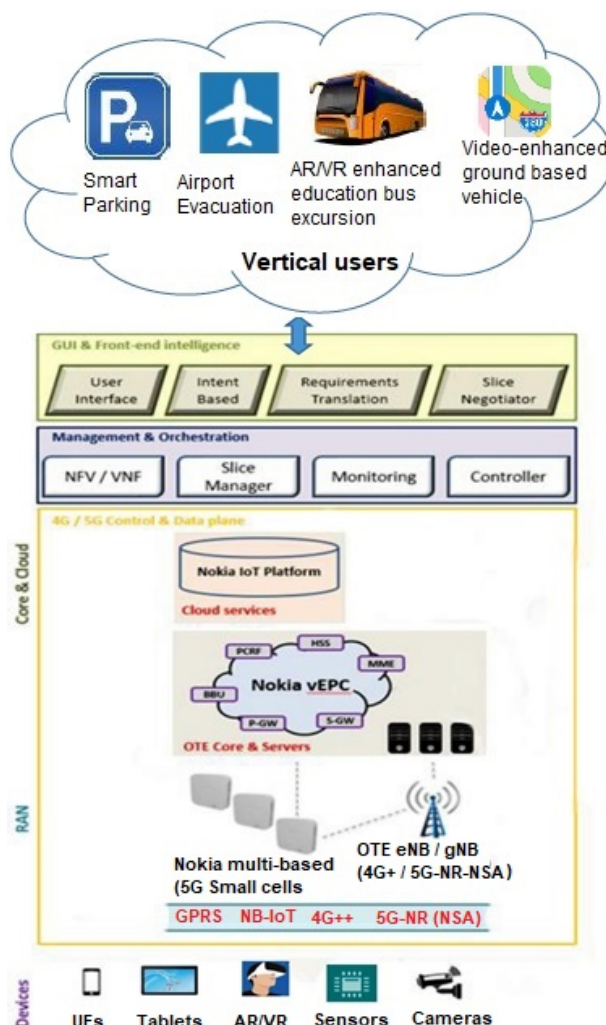 P
280
Smart
Parking
Airport
Evacuation
AR/VR enhanced
education bus
excursion
Video-enhanced
ground based
vehicle
Vertical users
GUI & Front-end intelligence
User
Interface
Intent
Based
Requirements
Translation
Slice
Negotiator
Management & Orchestration
NFV / VNF
Slice
Manager
Monitoring
Controller
4G / 5G Control & Data plane
Core & Cloud
Nokia IoT Platform
Cloud services
PCRF
HSS
MME
BBU
Nokia vEPC
P-GW
S-GW
OTE Core & Servers
RAN
Nokia multi-based
(5G Small cells
OTE eNB / gNB
(4G+ / 5G-NR-NSA)
GPRS NB-IoT 4G++ 5G-NR (NSA)
Devices
UEs
Tablets
AR/VR
Sensors
Cameras